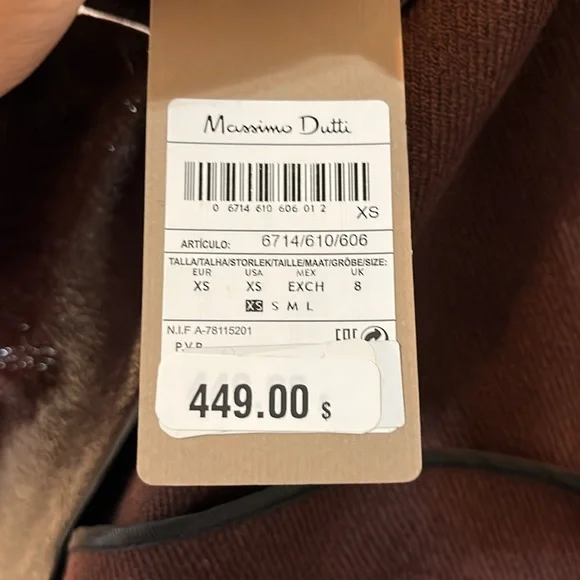 Massimo Dutti
0 6714 610 606 01 2
XS
ARTÍCULO: 6714/610/606
TALLA/TALHA/STORLEK/TAILLE/MAAT/GRÖBE/SIZE:
EUR USA MEX UK
XS XS EXCH 8
XS S M L
N.I.F A-78115201
EAC
P.V.P
449.00 $